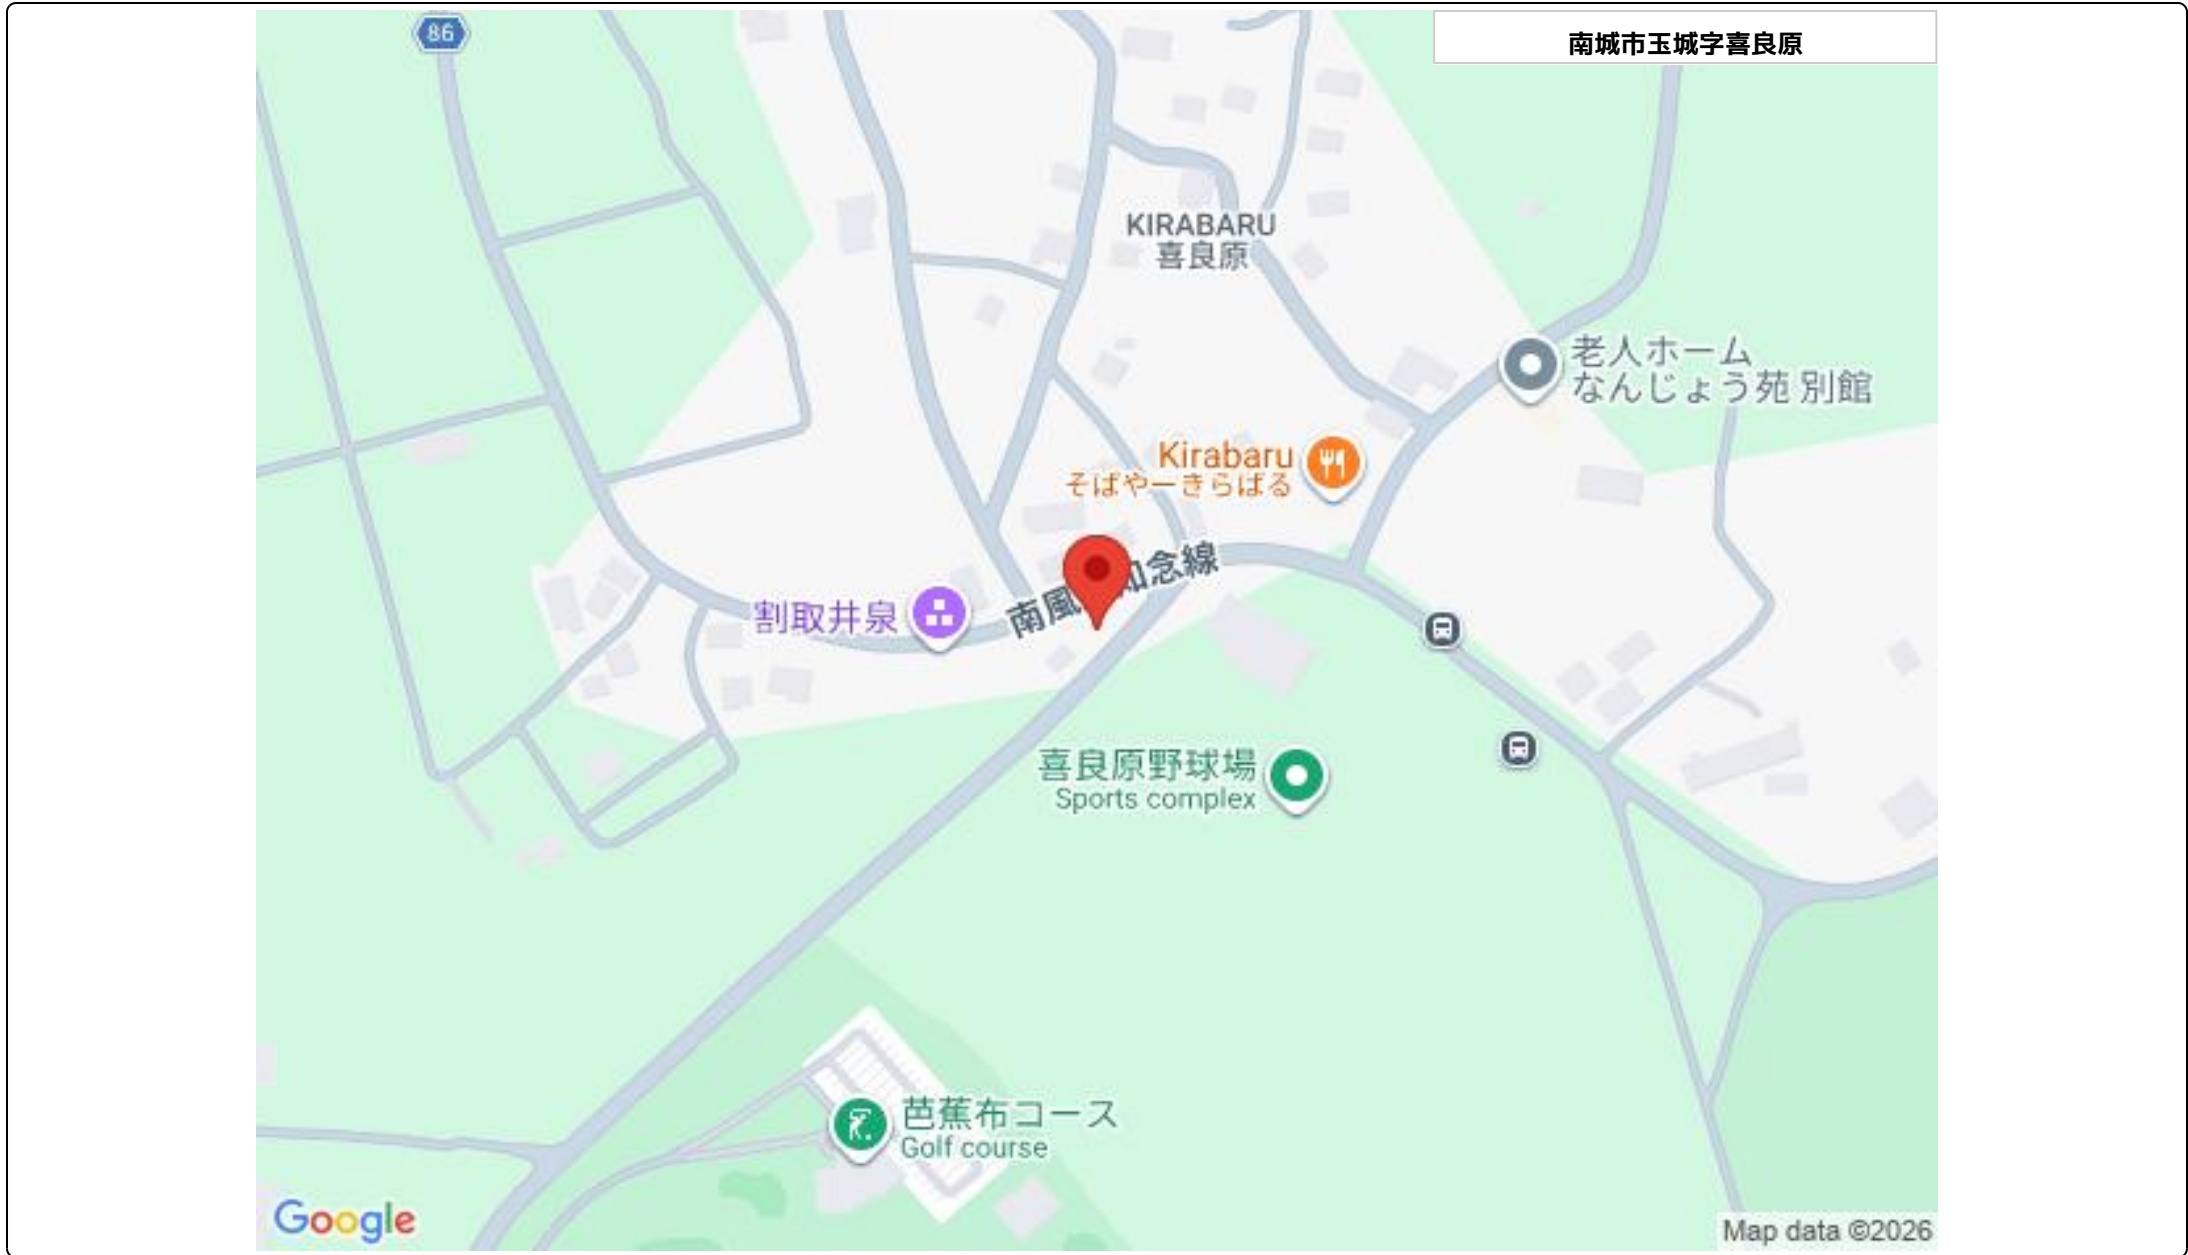 86
南城市玉城字喜良原
KIRABARU
喜良原
老人ホーム
なんじょう苑 別館
Kirabaru
そばやーきらばる
南風 知念線
割取井泉
喜良原野球場
Sports complex
芭蕉布コース
Golf course
Google
Map data ©2026